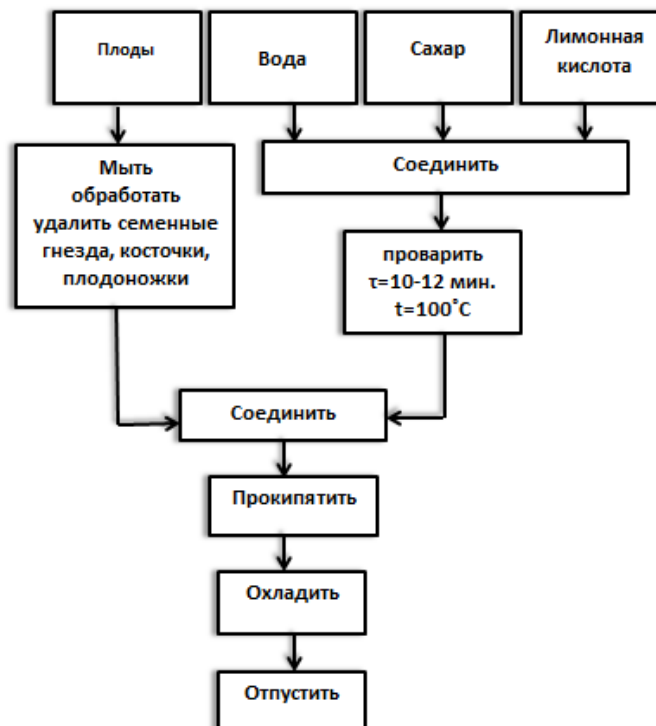 Плоды
Вода
Сахар
Лимонная
кислота
Мыть
обработать
удалить семенные
гнезда, косточки,
плодоножки
Соединить
проварить
τ=10-12 мин.
t=100˚C
Соединить
Прокипятить
Охладить
Отпустить